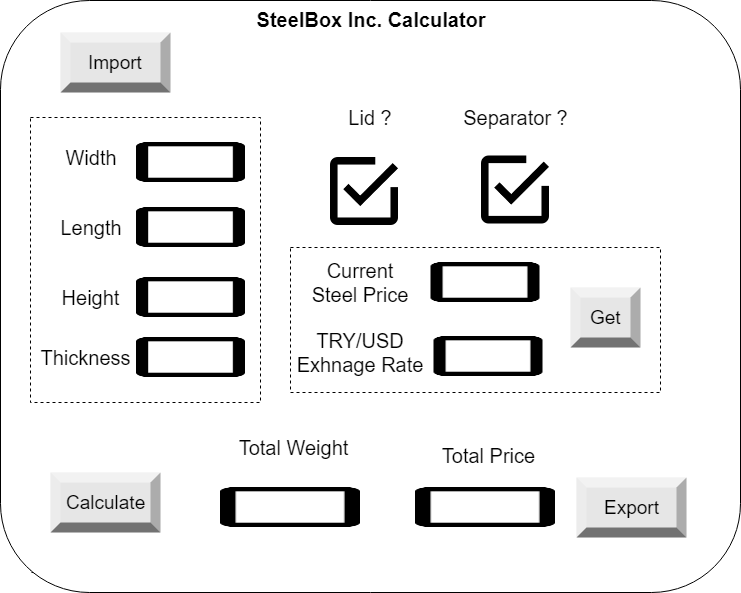 SteelBox Inc. Calculator
Import
Lid ?
Separator ?
Width
Length
Height
Thickness
Current
Steel Price
TRY/USD
Exhnage Rate
Get
Total Weight
Total Price
Calculate
Export